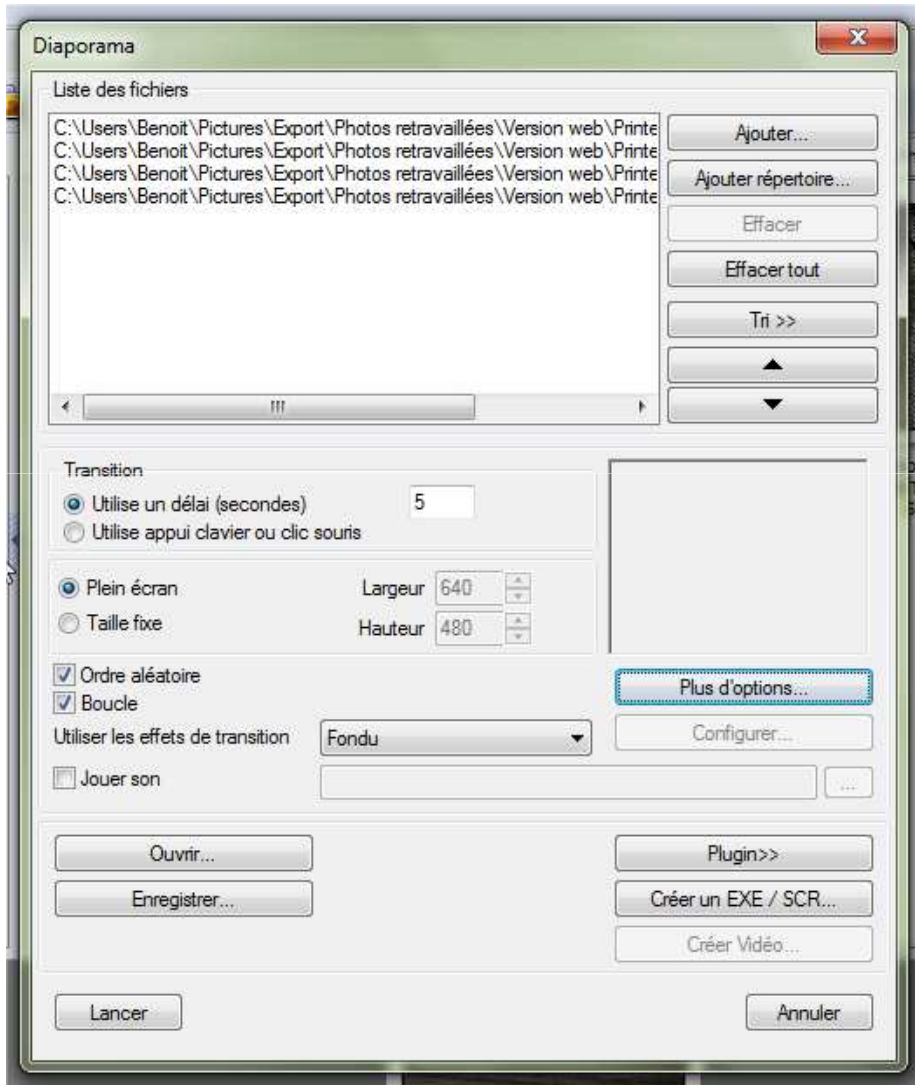 Diaporama
Liste des fichiers
C:\Users\Benoit\Pictures\Export\Photos retravaillées\Version web\Printe
C:\Users\Benoit\Pictures\Export\Photos retravaillées\Version web\Printe
C:\Users\Benoit\Pictures\Export\Photos retravaillées\Version web\Printe
C:\Users\Benoit\Pictures\Export\Photos retravaillées\Version web\Printe
Ajouter...
Ajouter répertoire...
Effacer
Effacer tout
Tri >>
Transition
Utilise un délai (secondes) 5
Utilise appui clavier ou clic souris
Plein écran
Largeur 640
Taille fixe
Hauteur 480
Ordre aléatoire
Boucle
Plus d'options...
Utiliser les effets de transition Fondu
Configurer...
Jouer son
...
Ouvrir...
Plugin>>
Enregistrer...
Créer un EXE / SCR...
Créer Vidéo...
Lancer
Annuler